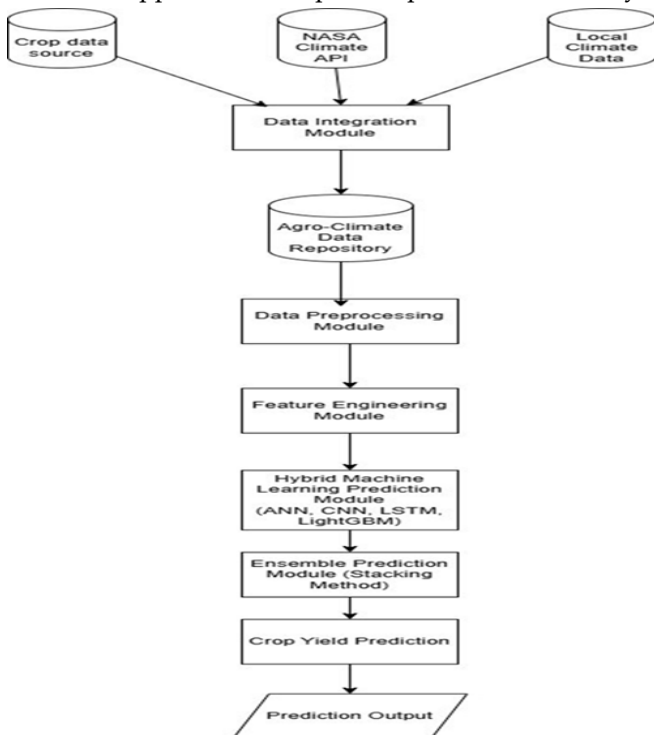 Crop data
source
NASA
Climate
API
Local
Climate
Data
Data Integration
Module
Agro-Climate
Data
Repository
Data Preprocessing
Module
Feature Engineering
Module
Hybrid Machine
Learning Prediction
Module
(ANN, CNN, LSTM,
LightGBM)
Ensemble Prediction
Module (Stacking
Method)
Crop Yield Prediction
Prediction Output